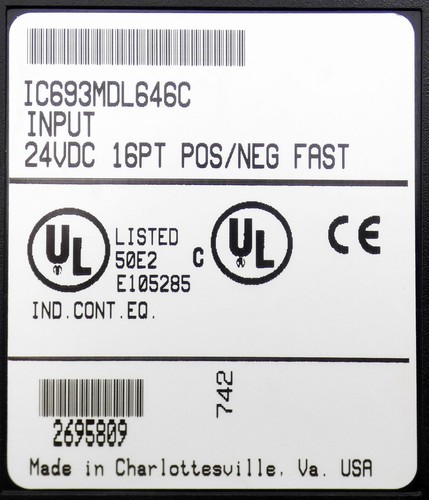 IC693MDL646C
INPUT
24VDC 16PT POS/NEG FAST
UL LISTED
50E2
E105285
IND.CONT.EQ.
C UL
CE
742
2695809
Made in Charlottesville, Va. USA